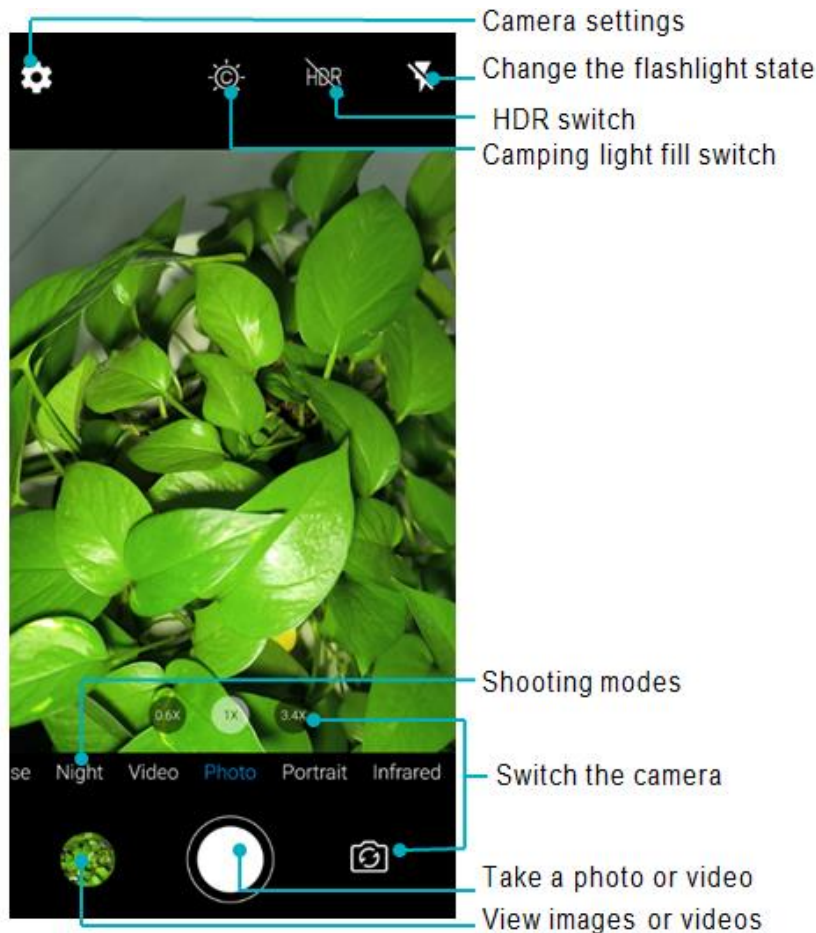 Camera settings
Change the flashlight state
HDR
HDR switch
Camping light fill switch
Shooting modes
0.6X 1X 3.4X
se Night Video Photo Portrait Infrared
Switch the camera
Take a photo or video
View images or videos